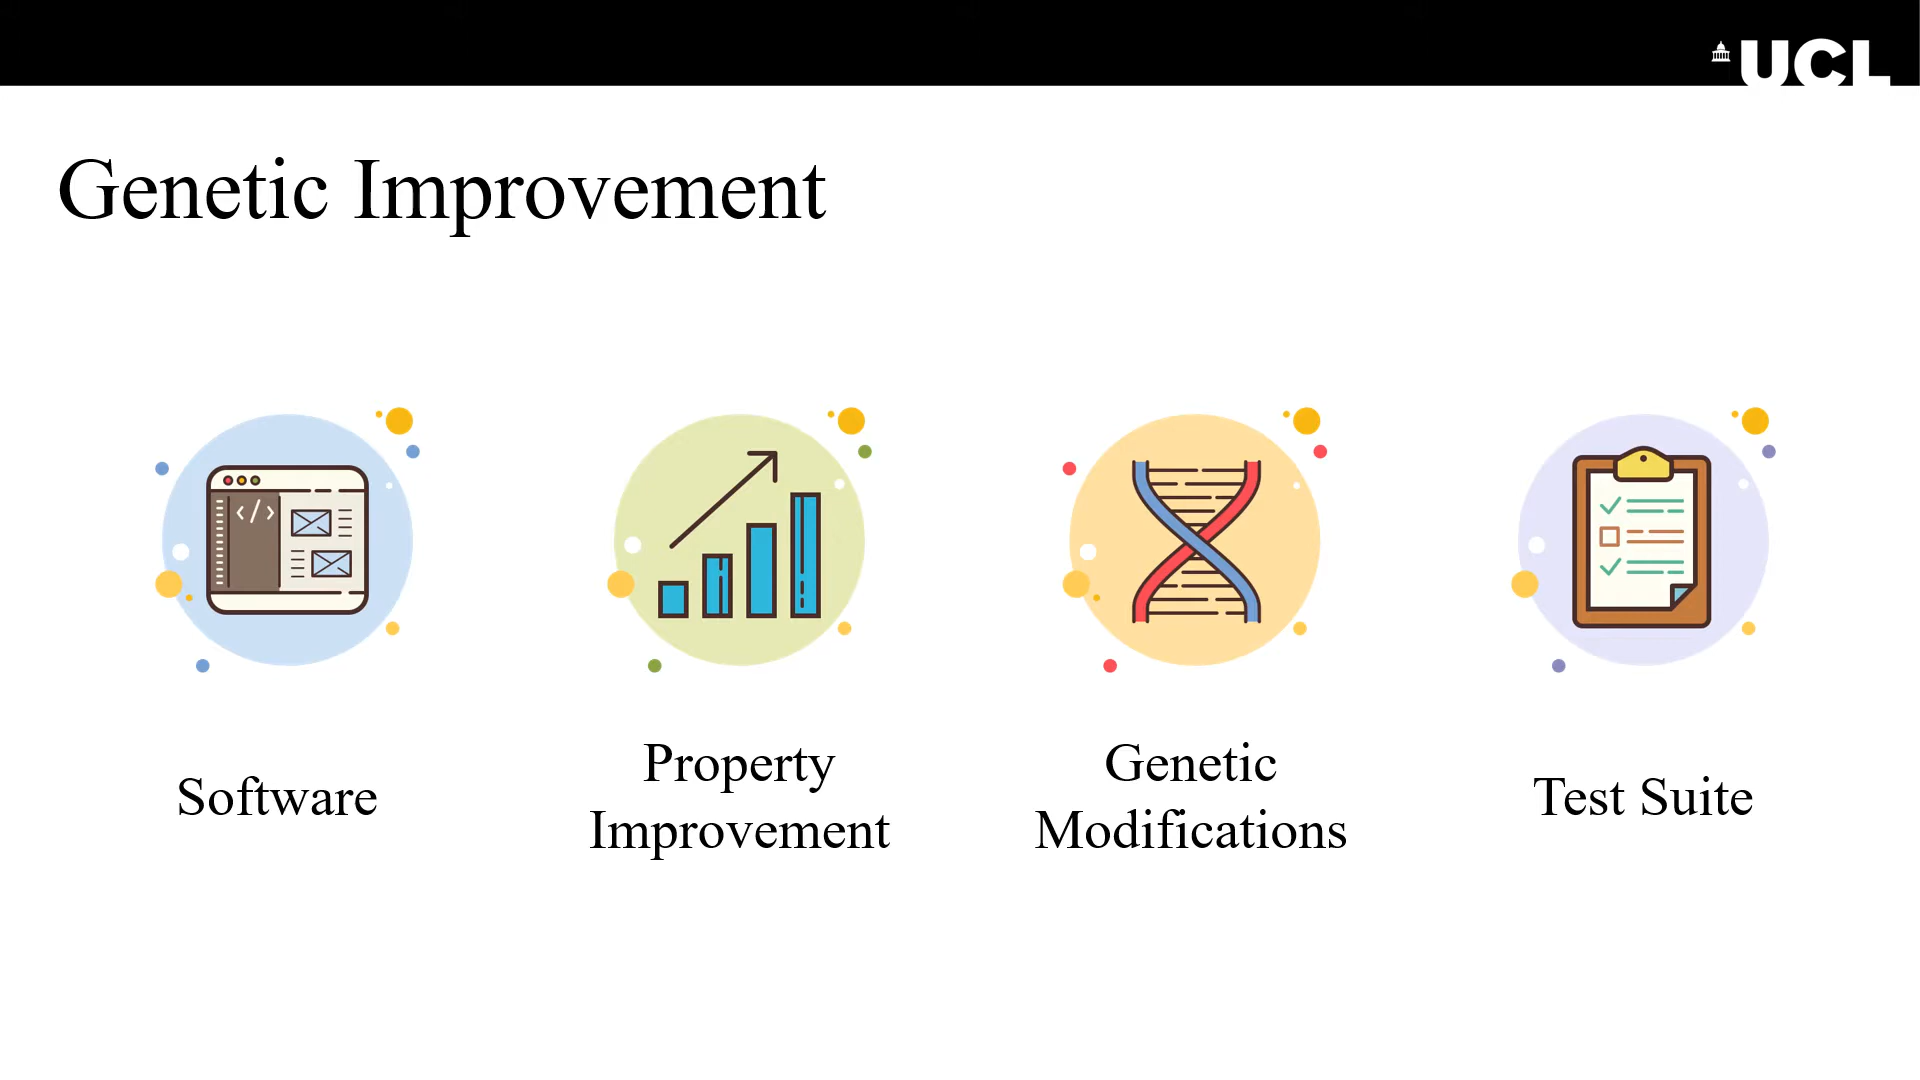 UCL
Genetic Improvement
</>
Software
Property
Improvement
Genetic
Modifications
Test Suite